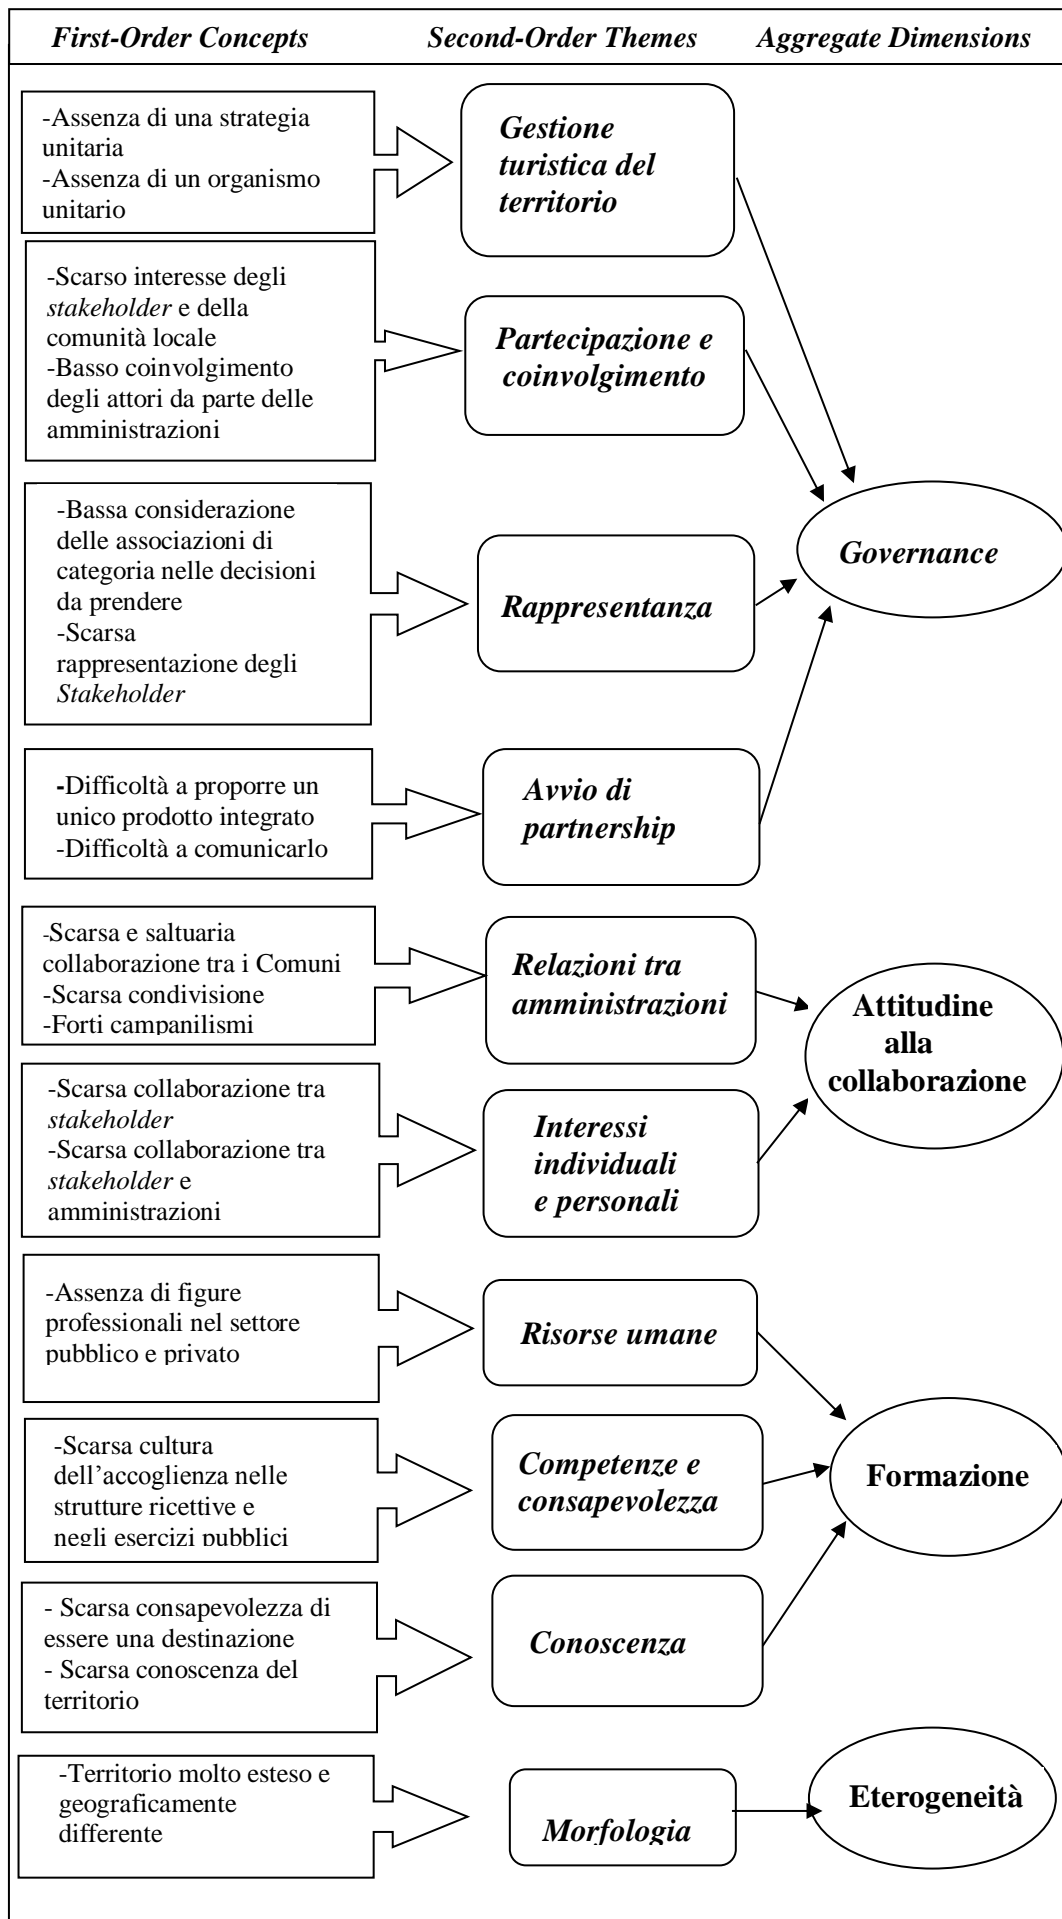 First-Order Concepts
Second-Order Themes
Aggregate Dimensions
-Assenza di una strategia
unitaria
-Assenza di un organismo
unitario
Gestione
turistica del
territorio
-Scarso interesse degli
stakeholder e della
comunità locale
-Basso coinvolgimento
degli attori da parte delle
amministrazioni
Partecipazione e
coinvolgimento
-Bassa considerazione
delle associazioni di
categoria nelle decisioni
da prendere
-Scarsa
rappresentazione degli
Stakeholder
Rappresentanza
Governance
-Difficoltà a proporre un
unico prodotto integrato
-Difficoltà a comunicarlo
Avvio di
partnership
-Scarsa e saltuaria
collaborazione tra i Comuni
-Scarsa condivisione
-Forti campanilismi
Relazioni tra
amministrazioni
Attitudine
alla
collaborazione
-Scarsa collaborazione tra
stakeholder
-Scarsa collaborazione tra
stakeholder e
amministrazioni
Interessi
individuali
e personali
-Assenza di figure
professionali nel settore
pubblico e privato
Risorse umane
-Scarsa cultura
dell’accoglienza nelle
strutture ricettive e
negli esercizi pubblici
Competenze e
consapevolezza
Formazione
- Scarsa consapevolezza di
essere una destinazione
- Scarsa conoscenza del
territorio
Conoscenza
-Territorio molto esteso e
geograficamente
differente
Morfologia
Eterogeneità